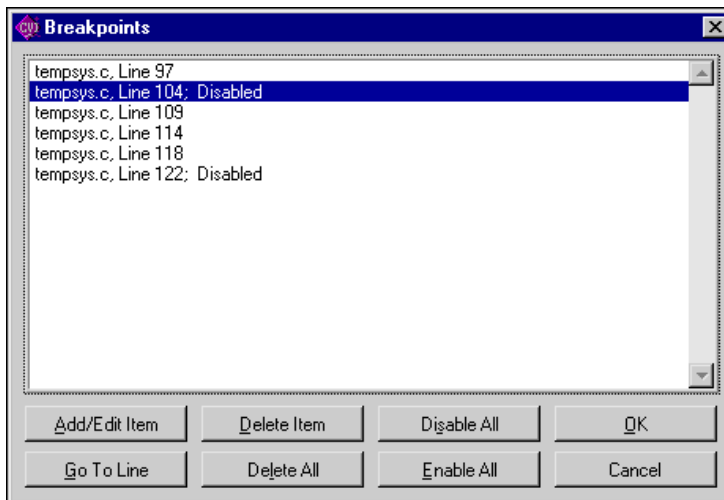 CVI Breakpoints
tempsys.c, Line 97
tempsys.c, Line 104;  Disabled
tempsys.c, Line 109
tempsys.c, Line 114
tempsys.c, Line 118
tempsys.c, Line 122;  Disabled
Add/Edit Item Delete Item Disable All OK
Go To Line Delete All Enable All Cancel